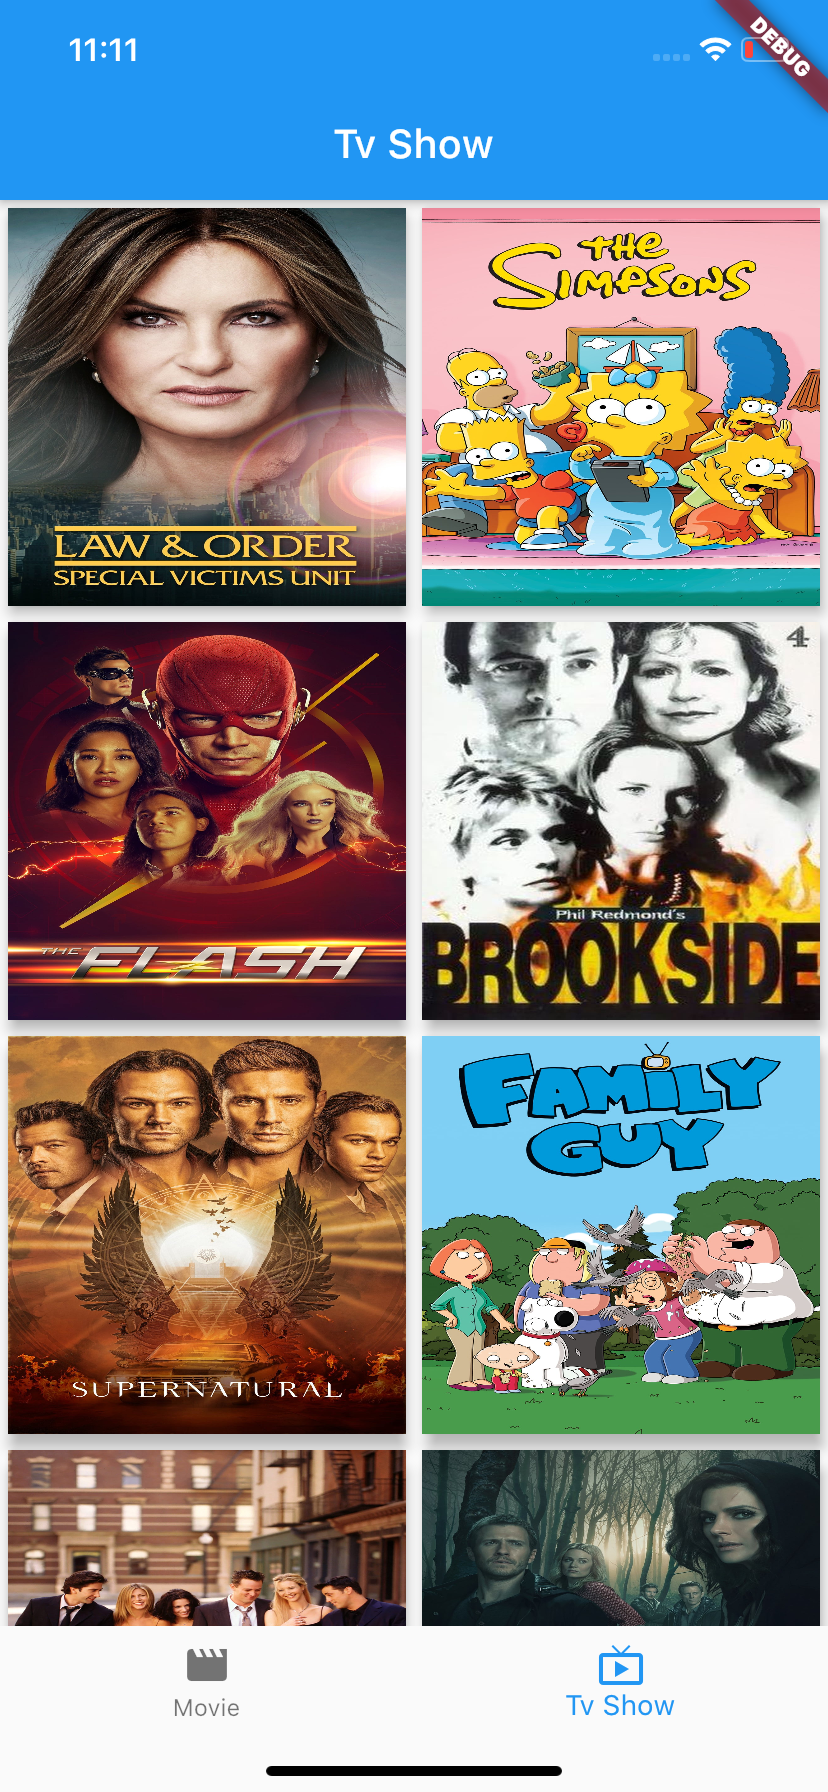 11:11
DEBUG
Tv Show
LAW & ORDER
SPECIAL VICTIMS UNIT
THE
SIMPSONS
THE FLASH
4
Phil Redmond's
BROOKSIDE
SUPERNATURAL
FAMILY
GUY
Movie
Tv Show